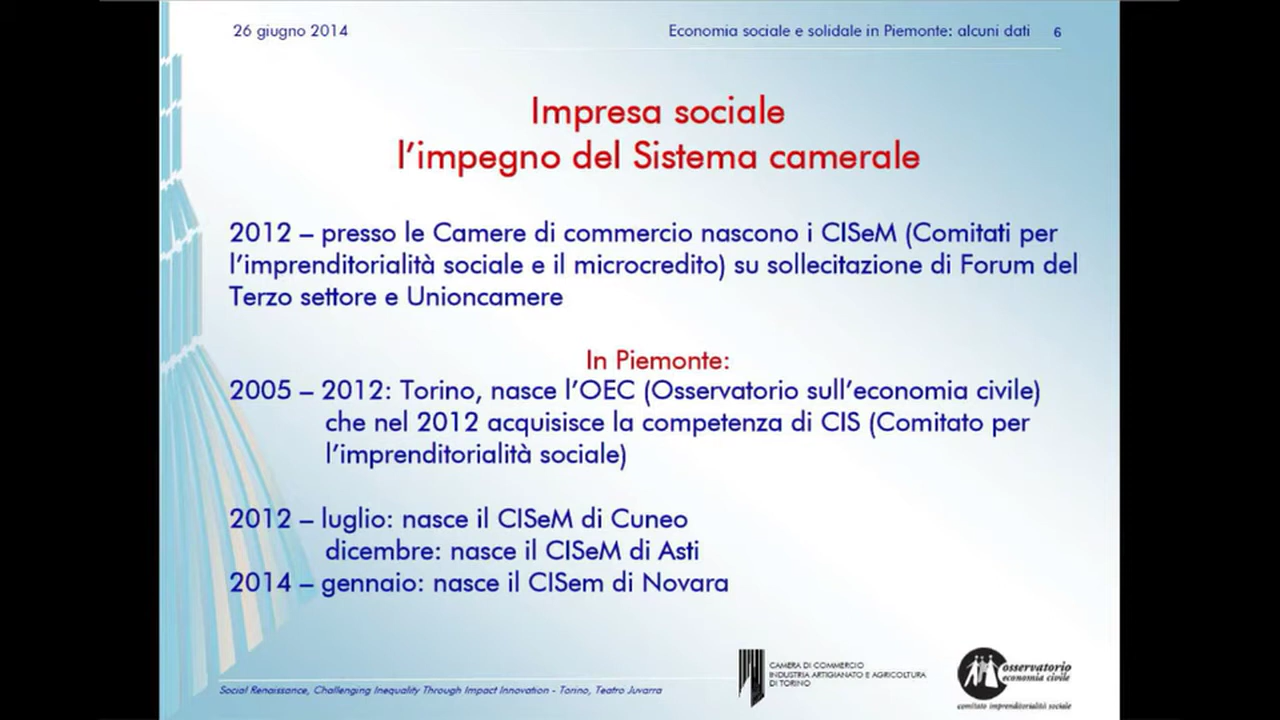 26 giugno 2014
Economia sociale e solidale in Piemonte: alcuni dati 6
Impresa sociale
l'impegno del Sistema camerale
2012 – presso le Camere di commercio nascono i CISeM (Comitati per
l'imprenditorialità sociale e il microcredito) su sollecitazione di Forum del
Terzo settore e Unioncamere
In Piemonte:
2005 – 2012: Torino, nasce l'OEC (Osservatorio sull'economia civile)
che nel 2012 acquisisce la competenza di CIS (Comitato per
l'imprenditorialità sociale)
2012 – luglio: nasce il CISeM di Cuneo
dicembre: nasce il CISeM di Asti
2014 – gennaio: nasce il CISem di Novara
Social Renaissance, Challenging Inequality Through Impact Innovation - Torino, Teatro Juvarra
CAMERA DI COMMERCIO
INDUSTRIA ARTIGIANATO E AGRICOLTURA
DI TORINO
osservatorio
economia civile
comitato imprenditorialità sociale